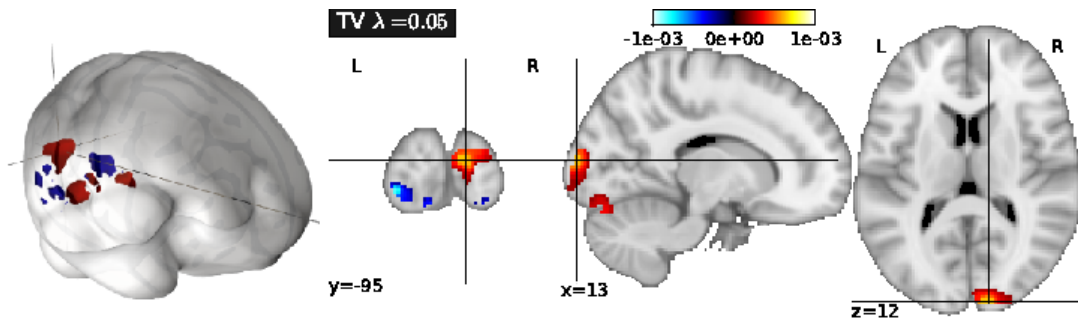 TV λ=0.05
-1e-03 0e+00 1e-03
L R
L R
y=-95
x=13
z=12